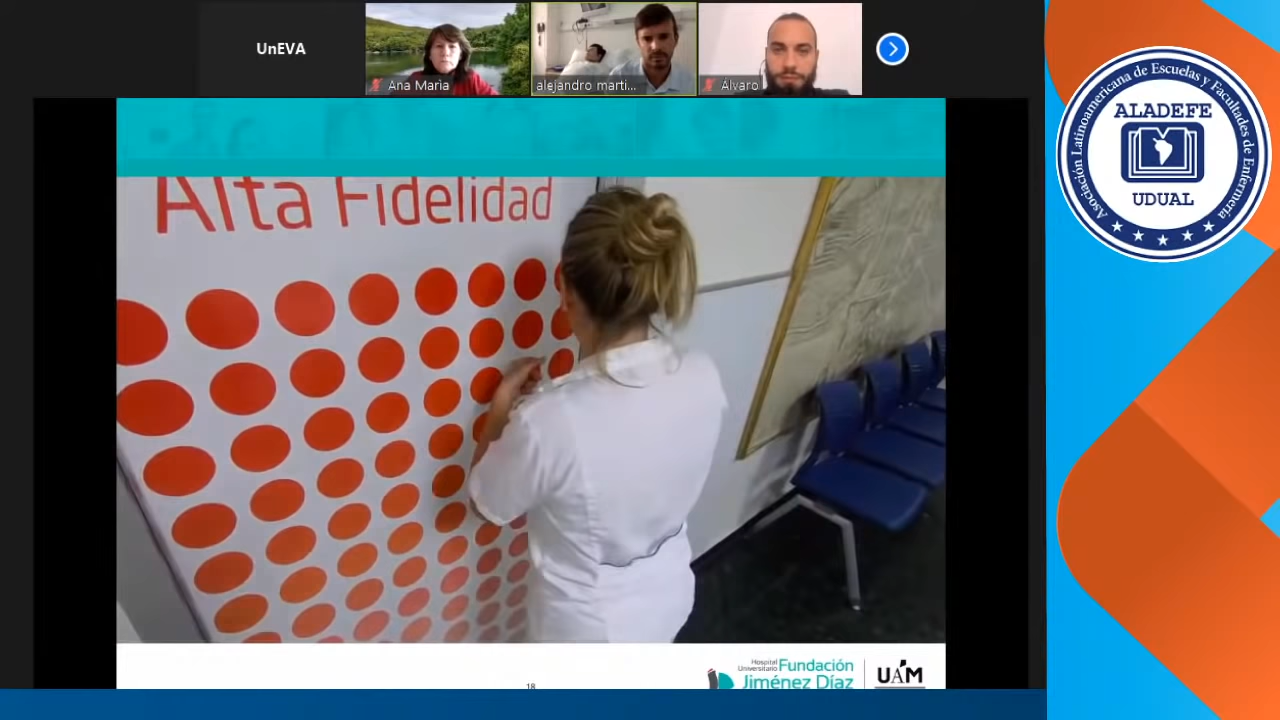 UnEVA
Ana Maria
alejandro marti...
Álvaro
Alta Fidelidad
18
Hospital
Universitario
Fundación
Jiménez Díaz
UAM
Asociación Latinoamericana de Escuelas y Facultades de Enfermería
ALADEFE
UDUAL